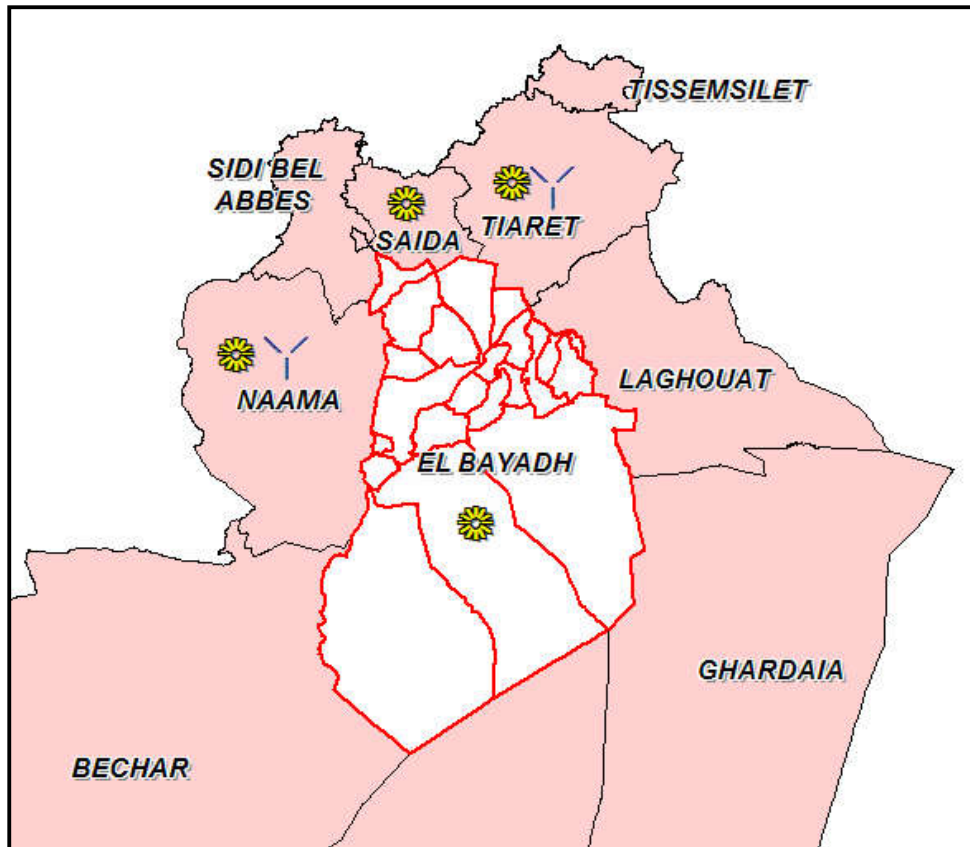 TISSEMSILET
SIDI BEL
ABBES
TIARET
SAIDA
LAGHOUAT
NAAMA
EL BAYADH
GHARDAIA
BECHAR